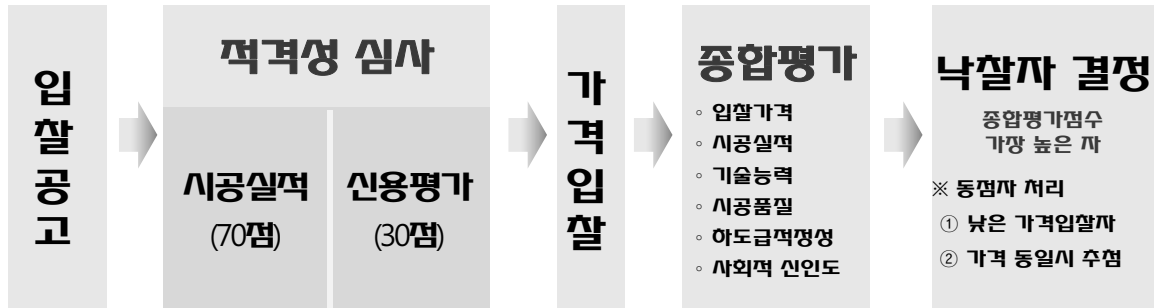 입찰공고
적격성 심사
시공실적
(70점)
신용평가
(30점)
가격입찰
종합평가
◦ 입찰가격
◦ 시공실적
◦ 기술능력
◦ 시공품질
◦ 하도급적정성
◦ 사회적 신인도
낙찰자 결정
종합평가점수
가장 높은 자
※ 동점자 처리
① 낮은 가격입찰자
② 가격 동일시 추첨